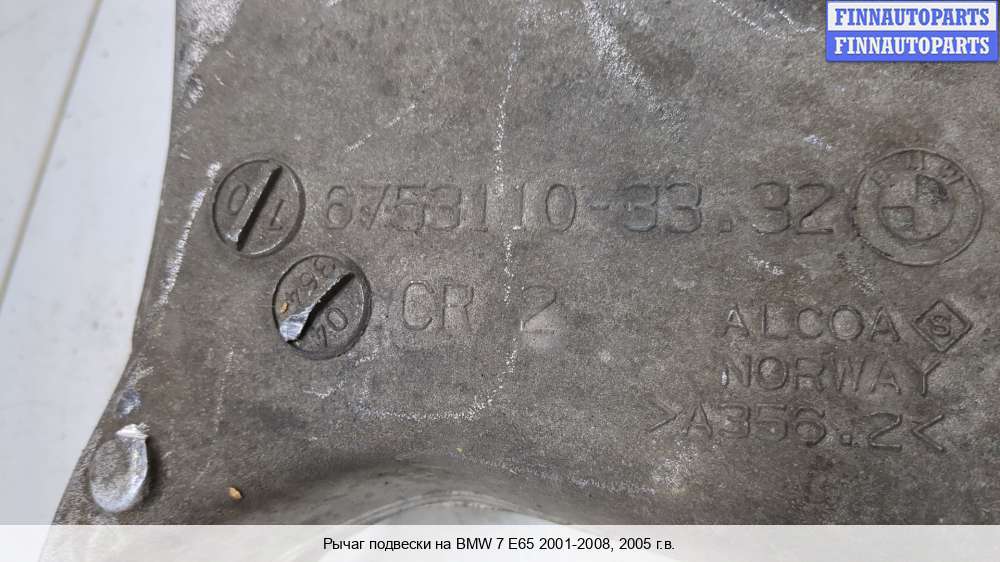 FINNAUTOPARTS
FINNAUTOPARTS
6753110-33.32
BMW
CR 2
ALCOA S
NORWAY
>A356.2<
Рычаг подвески на BMW 7 E65 2001-2008, 2005 г.в.